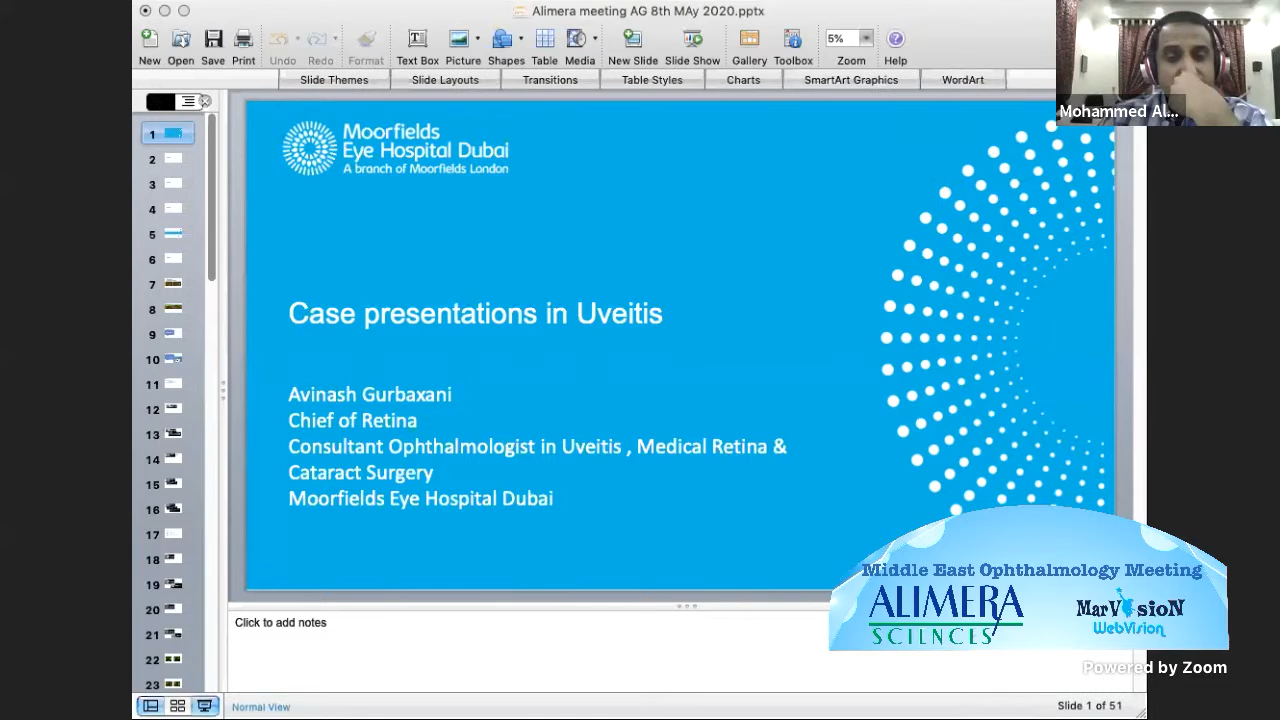 Alimera meeting AG 8th MAy 2020.pptx
5%
New Open Save Print Undo Redo Format Text Box Picture Shapes Table Media New Slide Slide Show Gallery Toolbox Zoom Help
Slide Themes Slide Layouts Transitions Table Styles Charts SmartArt Graphics WordArt
Mohammed Al...
1
2
3
4
5
6
7
8
9
10
11
12
13
14
15
16
17
18
19
20
21
22
23
Moorfields
Eye Hospital Dubai
A branch of Moorfields London
Case presentations in Uveitis
Avinash Gurbaxani
Chief of Retina
Consultant Ophthalmologist in Uveitis , Medical Retina &
Cataract Surgery
Moorfields Eye Hospital Dubai
Click to add notes
Middle East Ophthalmology Meeting
ALIMERA
SCIENCES
MarVisioN
WebVision
Powered by Zoom
Normal View
Slide 1 of 51